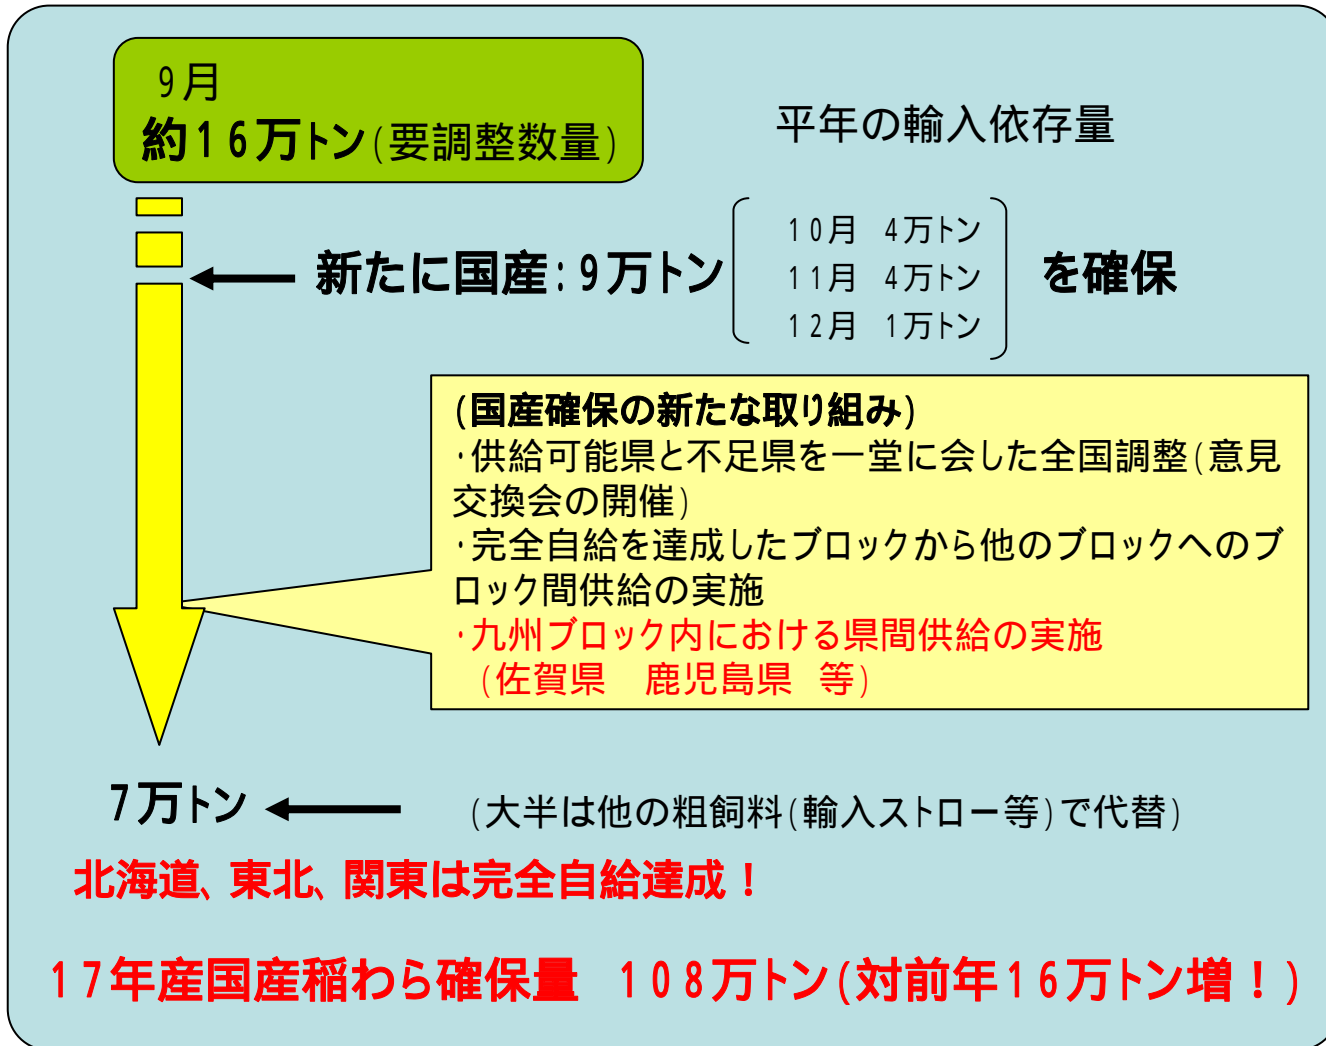 9月
約16万トン(要調整数量)
平年の輸入依存量
新たに国産:9万トン
10月 4万トン
11月 4万トン
12月 1万トン
を確保
(国産確保の新たな取り組み)
・供給可能県と不足県を一堂に会した全国調整(意見
交換会の開催)
・完全自給を達成したブロックから他のブロックへのブ
ロック間供給の実施
・九州ブロック内における県間供給の実施
(佐賀県 鹿児島県 等)
7万トン
(大半は他の粗飼料(輸入ストロー等)で代替)
北海道、東北、関東は完全自給達成!
17年産国産稲わら確保量 108万トン(対前年16万トン増!)